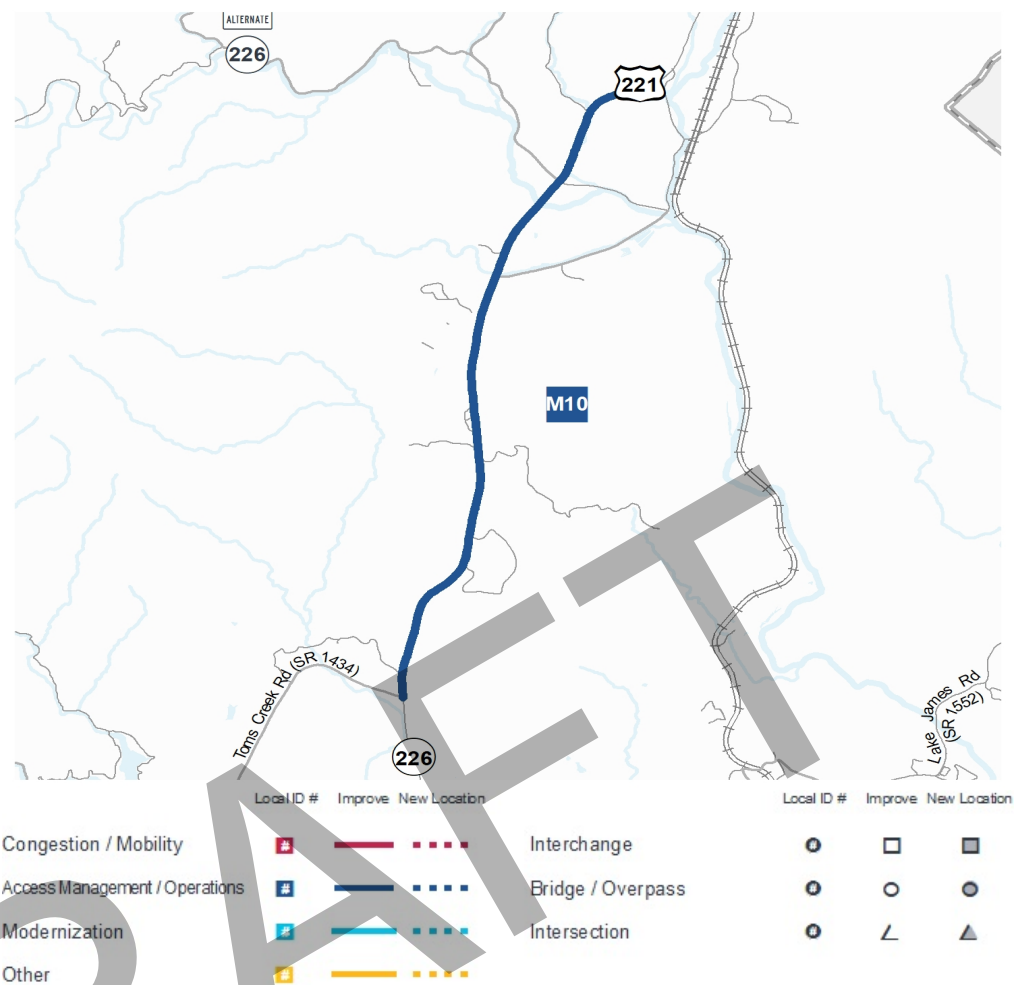 ALTERNATE
226
221
M10
Toms Creek Rd (SR 1434)
226
Lake James Rd
(SR 1552)
Local ID # Improve New Location
Local ID # Improve New Location
Congestion / Mobility #
Interchange #
Access Management / Operations #
Bridge / Overpass #
Modernization #
Intersection #
Other #
RAFT